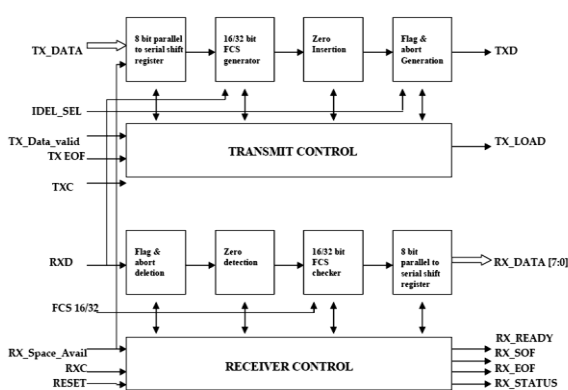 TX_DATA
8 bit parallel
to serial shift
register
16/32 bit
FCS
generator
Zero
Insertion
Flag &
abort
Generation
TXD
IDEL_SEL
TX_Data_valid
TX EOF
TXC
TRANSMIT CONTROL
TX_LOAD
RXD
Flag &
abort
deletion
Zero
detection
16/32 bit
FCS
checker
8 bit
parallel to
serial shift
register
RX_DATA [7:0]
FCS 16/32
RX_Space_Avail
RXC
RESET
RECEIVER CONTROL
RX_READY
RX_SOF
RX_EOF
RX_STATUS